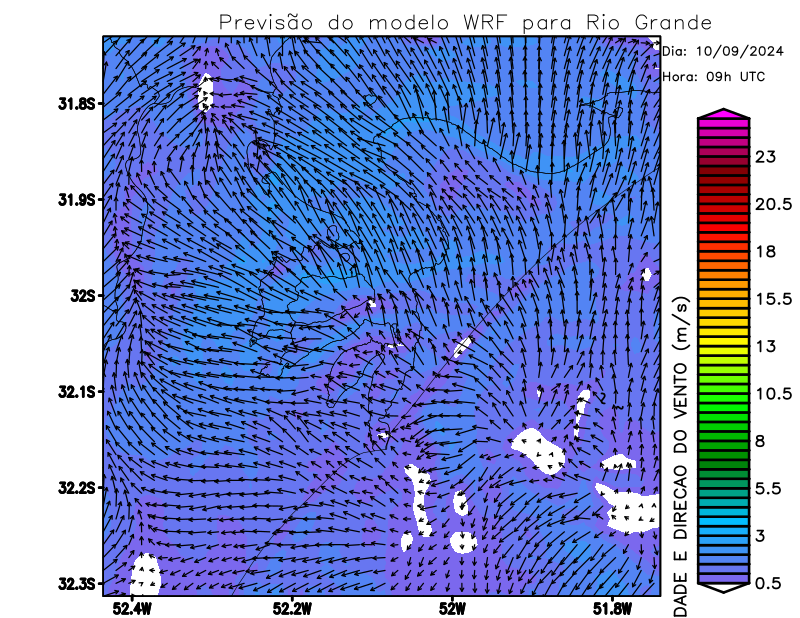 Previsão do modelo WRF para Rio Grande
Dia: 10/09/2024
Hora: 09h UTC
31.8S
31.9S
32S
32.1S
32.2S
32.3S
52.4W
52.2W
52W
51.8W
23
20.5
18
15.5
13
10.5
8
5.5
3
0.5
DADE E DIRECAO DO VENTO (m/s)